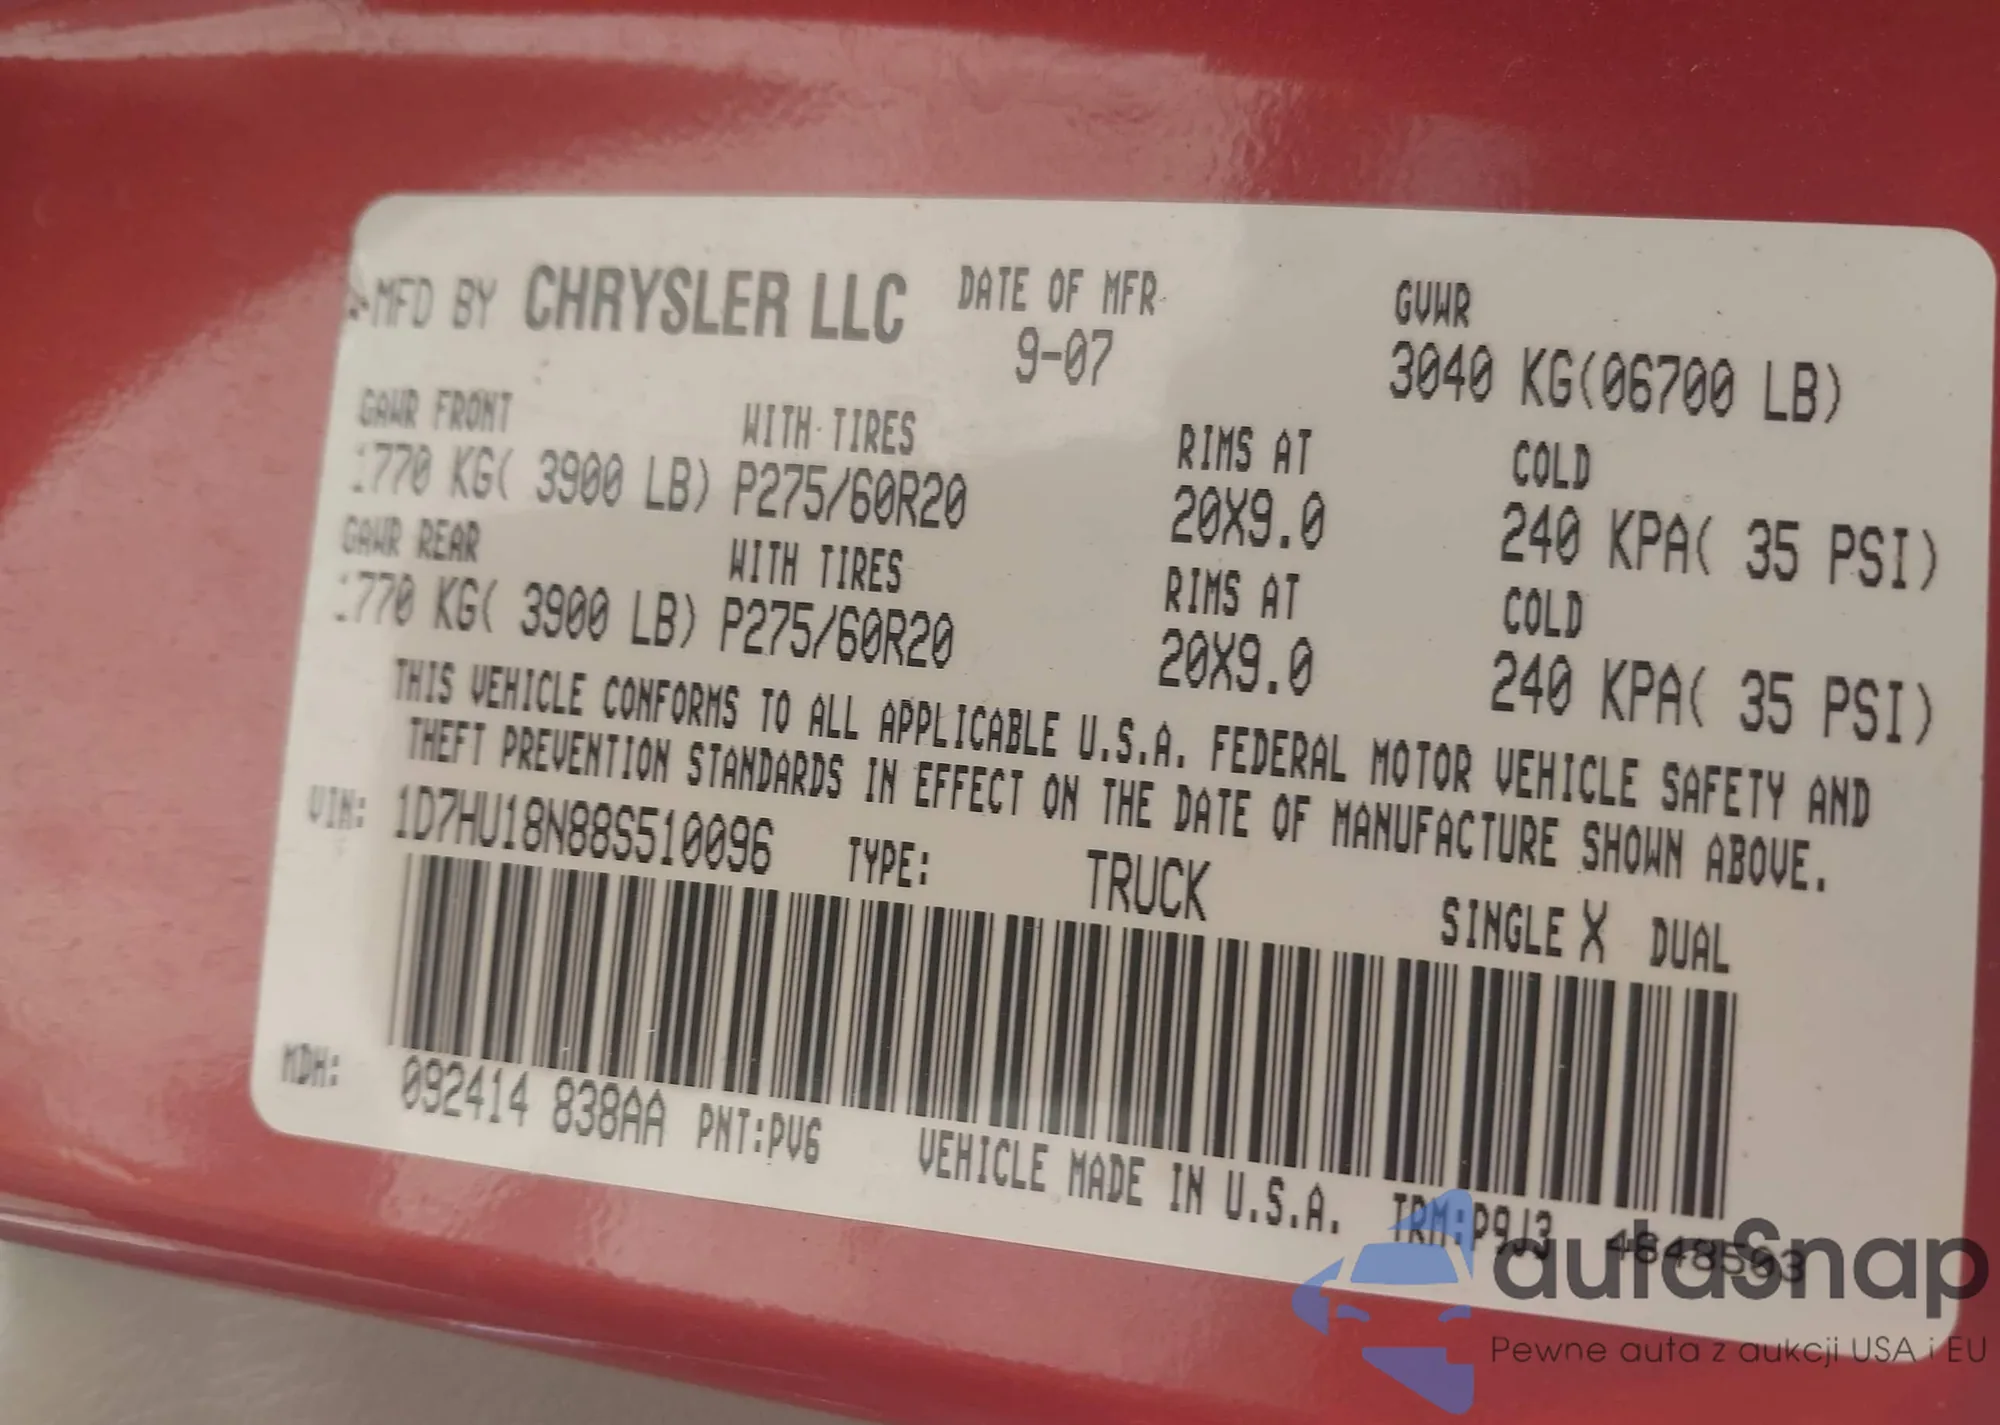 MFD BY CHRYSLER LLC DATE OF MFR GVWR
9-07 3040 KG(06700 LB)
GAWR FRONT WITH TIRES RIMS AT COLD
1770 KG( 3900 LB) P275/60R20 20X9.0 240 KPA( 35 PSI)
GAWR REAR WITH TIRES RIMS AT COLD
1770 KG( 3900 LB) P275/60R20 20X9.0 240 KPA( 35 PSI)
THIS VEHICLE CONFORMS TO ALL APPLICABLE U.S.A. FEDERAL MOTOR VEHICLE SAFETY AND
THEFT PREVENTION STANDARDS IN EFFECT ON THE DATE OF MANUFACTURE SHOWN ABOVE.
VIN: 1D7HU18N88S510096 TYPE: TRUCK SINGLE X DUAL
MDH: 092414 838AA PNT:PV6 VEHICLE MADE IN U.S.A. TRM:P9J3 4648503
autaSnap
Pewne auta z aukcji USA i EU